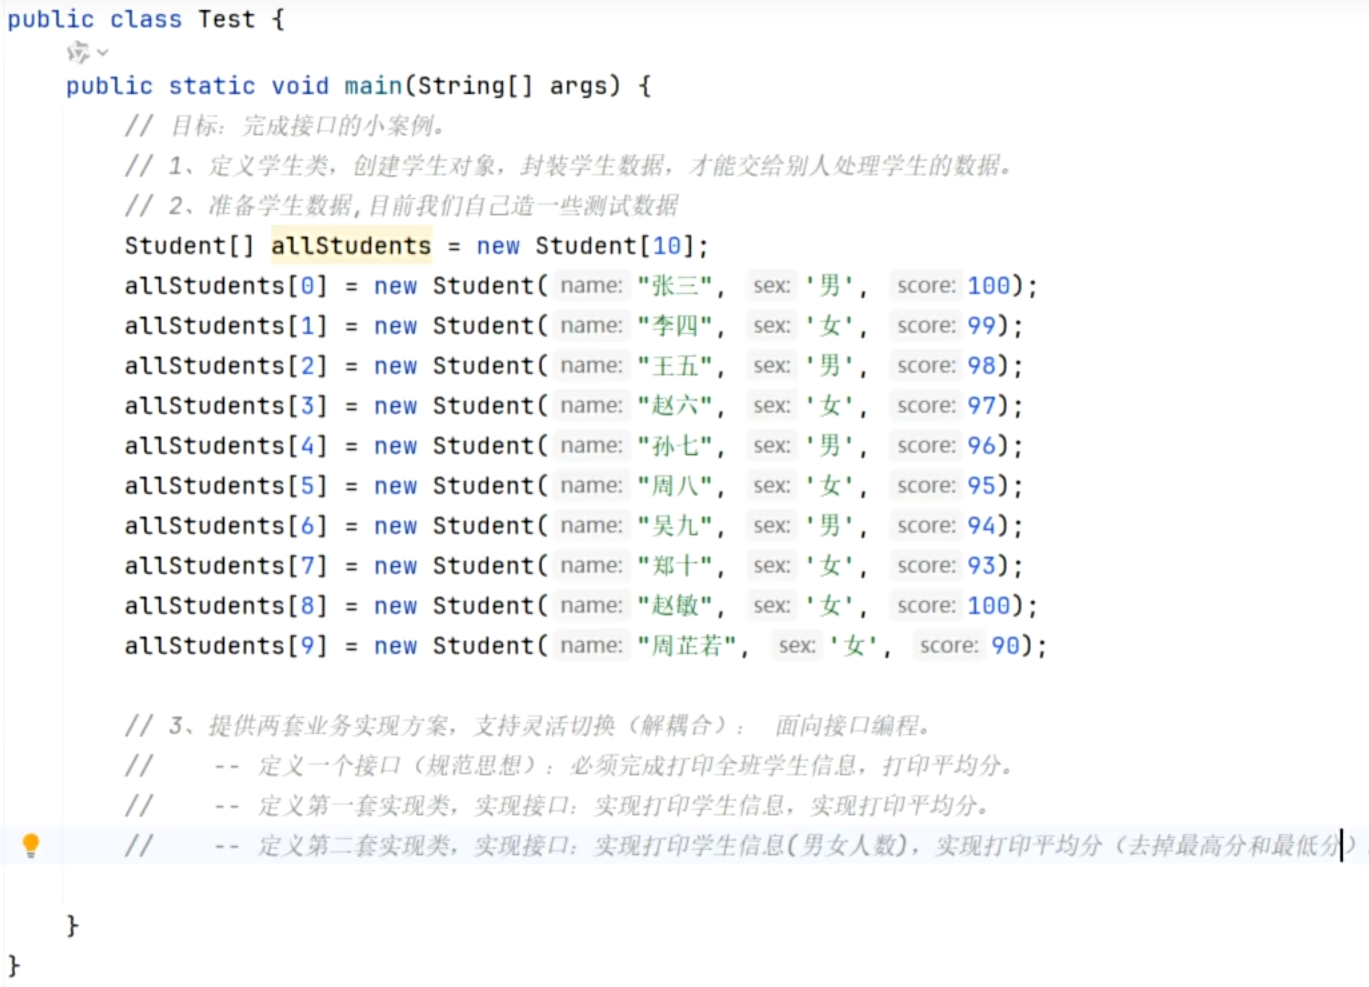 public class Test {
public static void main(String[] args) {
// 目标：完成接口的小案例。
// 1、定义学生类，创建学生对象，封装学生数据，才能交给别人处理学生的数据。
// 2、准备学生数据,目前我们自己造一些测试数据
Student[] allStudents = new Student[10];
allStudents[0] = new Student( name: "张三", sex: '男', score: 100);
allStudents[1] = new Student( name: "李四", sex: '女', score: 99);
allStudents[2] = new Student( name: "王五", sex: '男', score: 98);
allStudents[3] = new Student( name: "赵六", sex: '女', score: 97);
allStudents[4] = new Student( name: "孙七", sex: '男', score: 96);
allStudents[5] = new Student( name: "周八", sex: '女', score: 95);
allStudents[6] = new Student( name: "吴九", sex: '男', score: 94);
allStudents[7] = new Student( name: "郑十", sex: '女', score: 93);
allStudents[8] = new Student( name: "赵敏", sex: '女', score: 100);
allStudents[9] = new Student( name: "周芷若", sex: '女', score: 90);
// 3、提供两套业务实现方案，支持灵活切换（解耦合）： 面向接口编程。
// -- 定义一个接口（规范思想）：必须完成打印全班学生信息，打印平均分。
// -- 定义第一套实现类，实现接口：实现打印学生信息，实现打印平均分。
// -- 定义第二套实现类，实现接口：实现打印学生信息(男女人数)，实现打印平均分（去掉最高分和最低分）
}
}